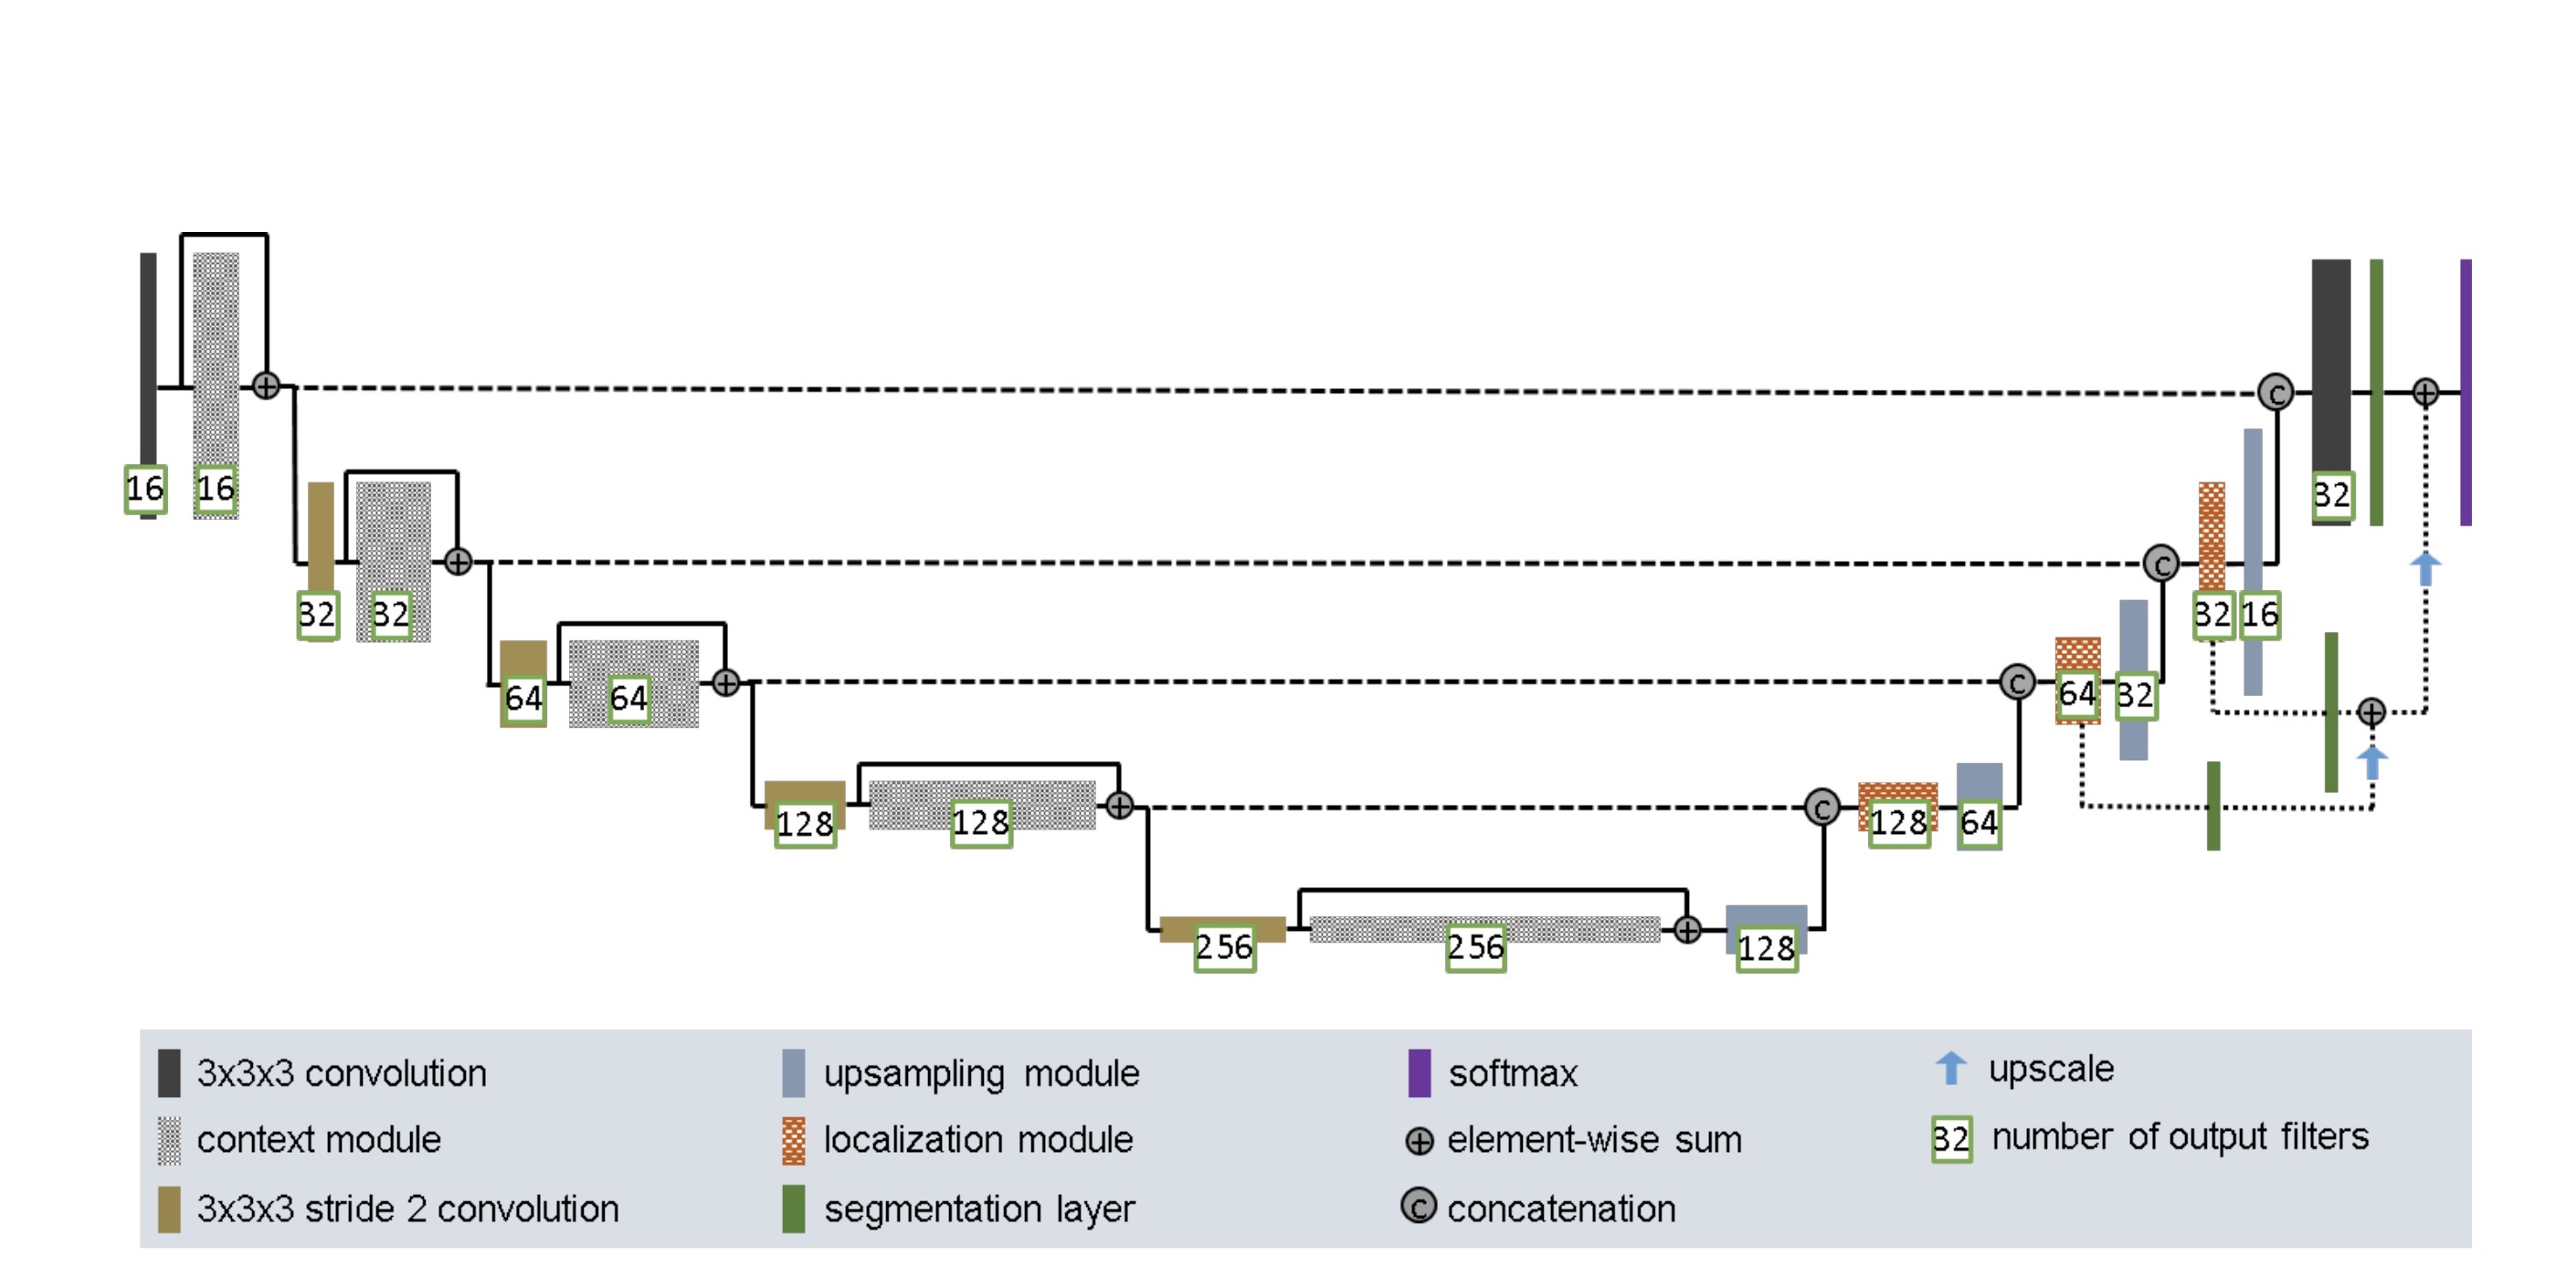 16 16
32 32
64 64
128 128
256 256
128
128 64
64 32
32 16
32
C
C
C
C
3x3x3 convolution
context module
3x3x3 stride 2 convolution
upsampling module
localization module
segmentation layer
softmax
element-wise sum
C concatenation
upscale
32 number of output filters